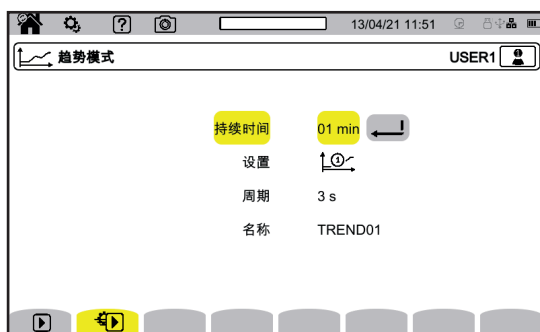 13/04/21 11:51
趋势模式 USER1
持续时间 01 min
设置 1
周期 3 s
名称 TREND01